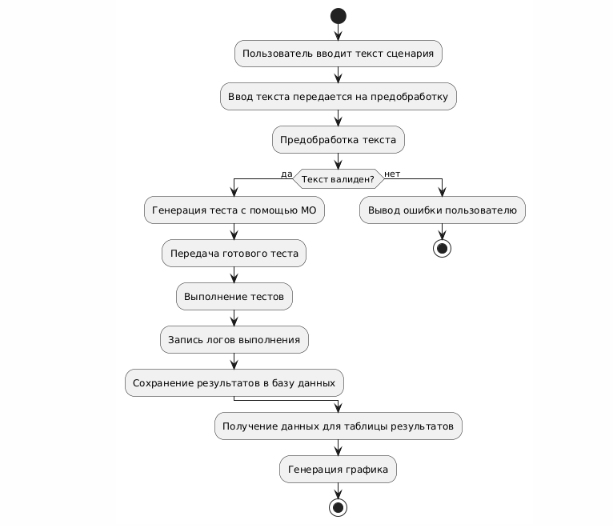 Пользователь вводит текст сценария
Ввод текста передается на предобработку
Предобработка текста
да
Текст валиден?
нет
Генерация теста с помощью МО
Вывод ошибки пользователю
Передача готового теста
Выполнение тестов
Запись логов выполнения
Сохранение результатов в базу данных
Получение данных для таблицы результатов
Генерация графика